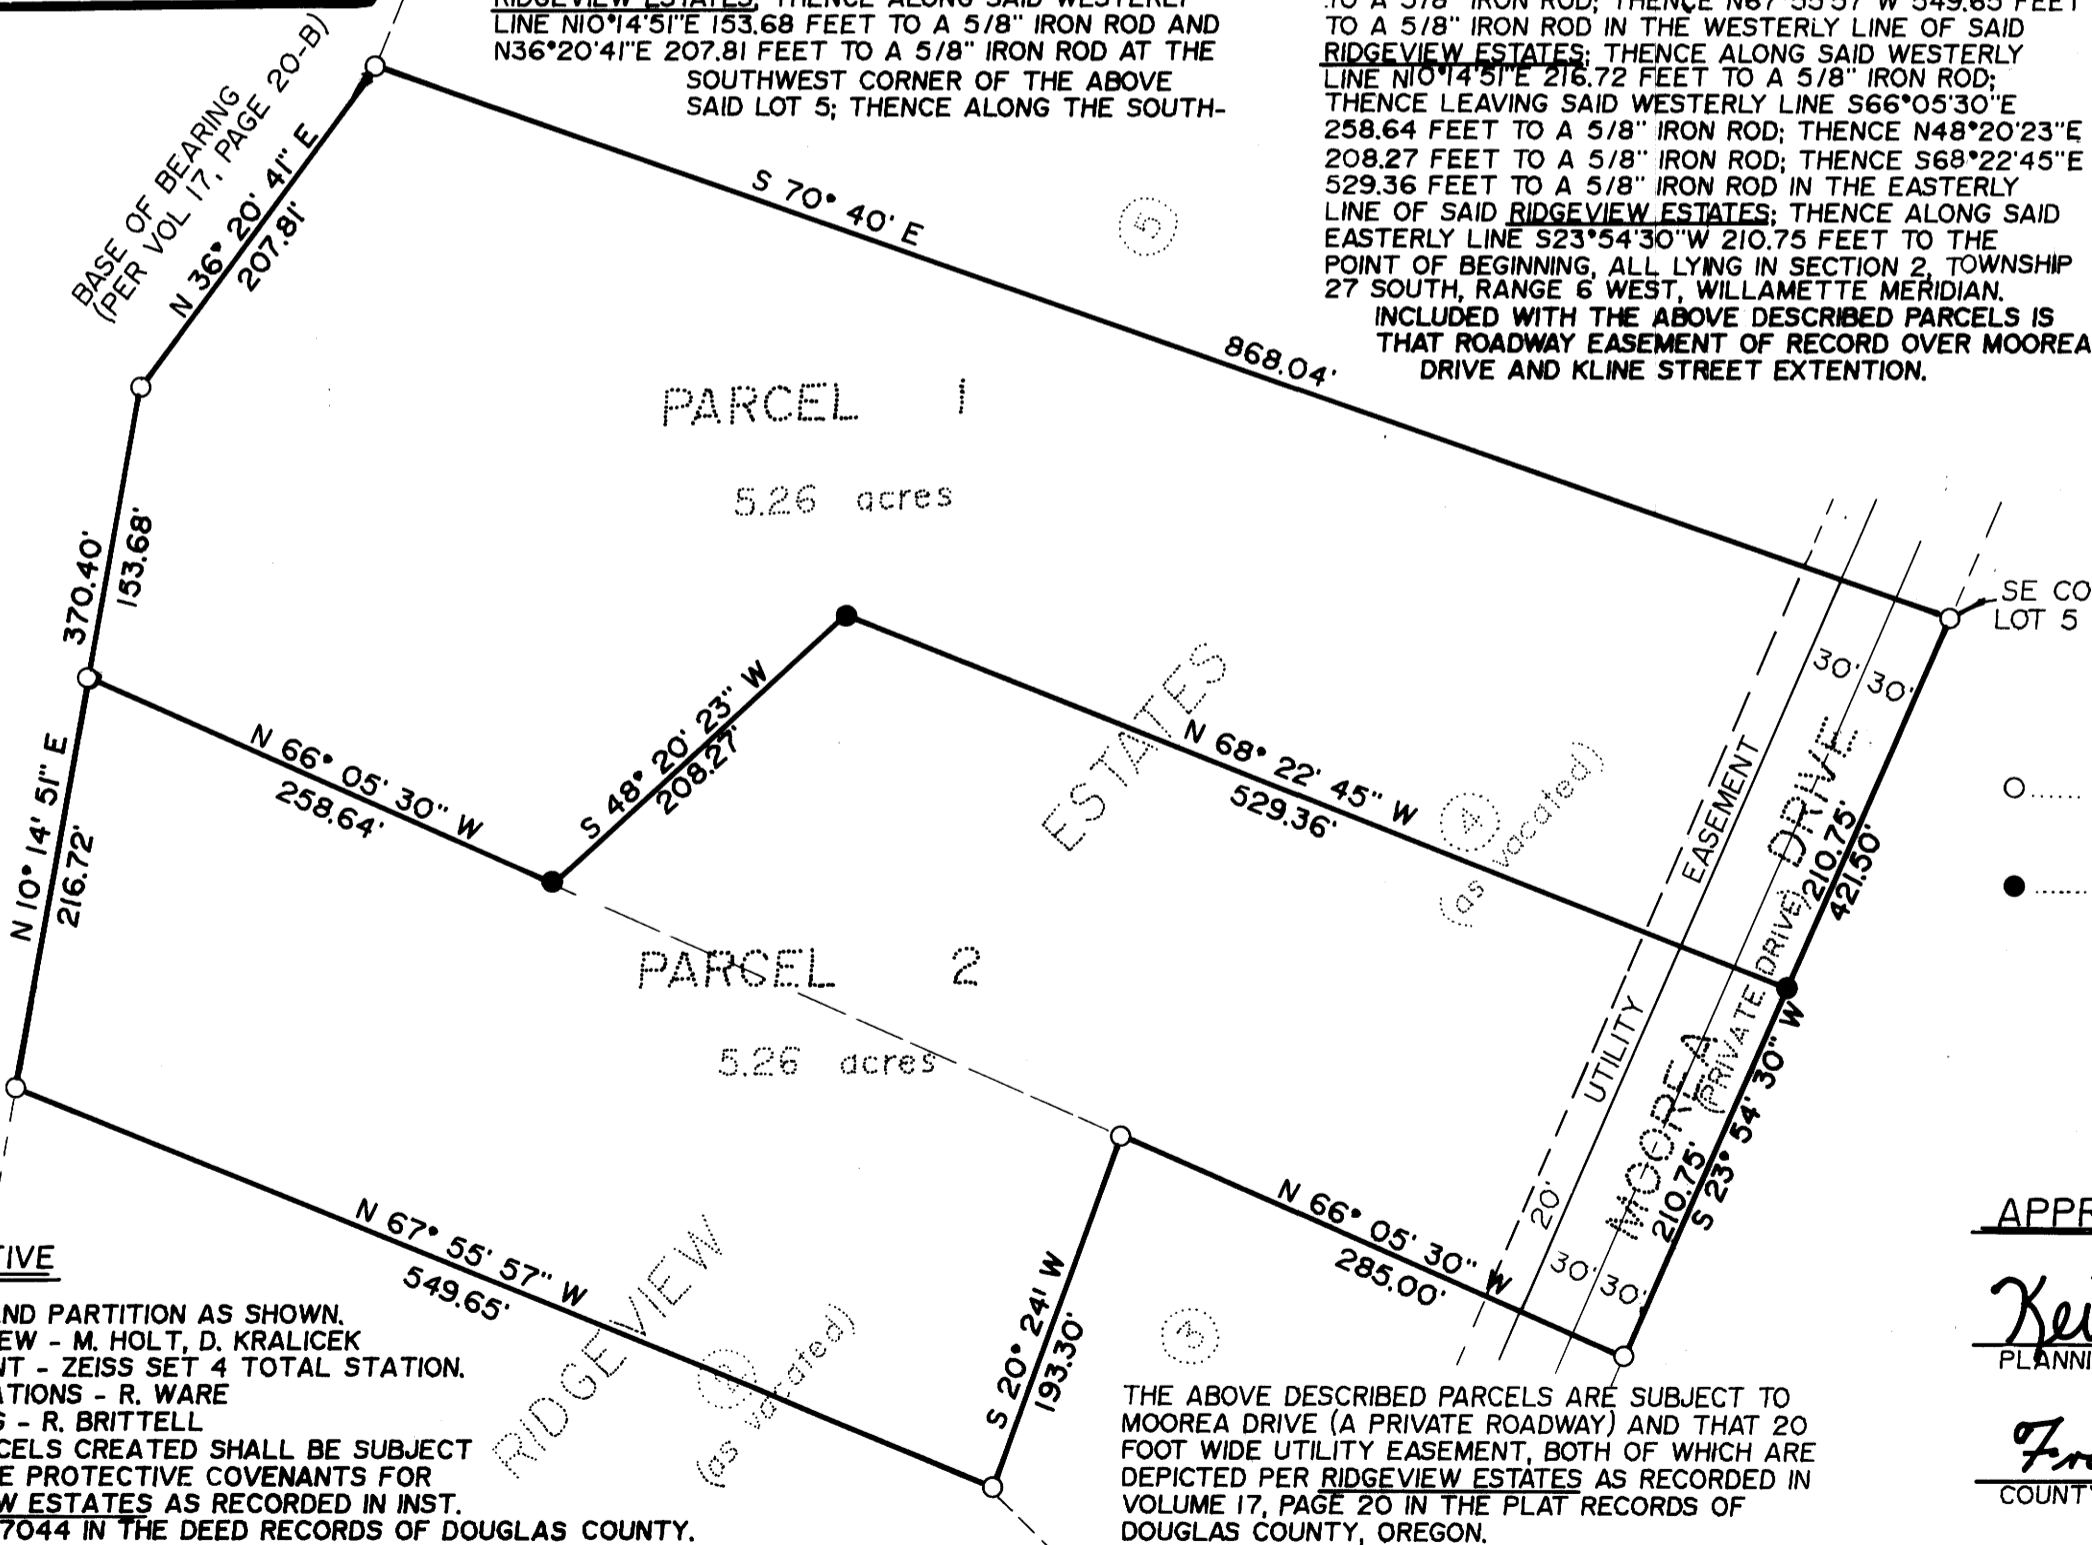 RIDGEVIEW ESTATES; THENCE ALONG SAID WESTERLY
LINE N10°14'51"E 153.68 FEET TO A 5/8" IRON ROD AND
N36°20'41"E 207.81 FEET TO A 5/8" IRON ROD AT THE
SOUTHWEST CORNER OF THE ABOVE
SAID LOT 5; THENCE ALONG THE SOUTH-
TO A 5/8" IRON ROD; THENCE N67°55'57"W 549.65 FEET
TO A 5/8" IRON ROD IN THE WESTERLY LINE OF SAID
RIDGEVIEW ESTATES; THENCE ALONG SAID WESTERLY
LINE N10°14'51"E 216.72 FEET TO A 5/8" IRON ROD;
THENCE LEAVING SAID WESTERLY LINE S66°05'30"E
258.64 FEET TO A 5/8" IRON ROD; THENCE N48°20'23"E
208.27 FEET TO A 5/8" IRON ROD; THENCE S68°22'45"E
529.36 FEET TO A 5/8" IRON ROD IN THE EASTERLY
LINE OF SAID RIDGEVIEW ESTATES; THENCE ALONG SAID
EASTERLY LINE S23°54'30"W 210.75 FEET TO THE
POINT OF BEGINNING, ALL LYING IN SECTION 2, TOWNSHIP
27 SOUTH, RANGE 6 WEST, WILLAMETTE MERIDIAN.
INCLUDED WITH THE ABOVE DESCRIBED PARCELS IS
THAT ROADWAY EASEMENT OF RECORD OVER MOOREA
DRIVE AND KLINE STREET EXTENTION.
BASE OF BEARING
(PER VOL 17, PAGE 20-B)
N 36° 20' 41" E
207.81'
S 70° 40' E
868.04'
5
PARCEL 1
5.26 acres
370.40'
153.68'
SE CO
LOT 5
30' 30'
N 66° 05' 30" W
258.64'
S 48° 20' 23" W
208.27'
N 68° 22' 45" W
529.36'
ESTATES
4
(as vacated)
UTILITY EASEMENT
MOOREA DRIVE
(PRIVATE DRIVE)
210.75'
421.50'
N 10° 14' 51" E
216.72'
PARCEL 2
5.26 acres
S 23° 54' 30" W
210.75'
20'
30' 30'
N 66° 05' 30" W
285.00'
N 67° 55' 57" W
549.65'
S 20° 24' W
193.30'
RIDGEVIEW
(as vacated)
3
TIVE
ND PARTITION AS SHOWN.
EW - M. HOLT, D. KRALICEK
NT - ZEISS SET 4 TOTAL STATION.
ATIONS - R. WARE
G - R. BRITTELL
RCELS CREATED SHALL BE SUBJECT
E PROTECTIVE COVENANTS FOR
W ESTATES AS RECORDED IN INST.
7044 IN THE DEED RECORDS OF DOUGLAS COUNTY.
THE ABOVE DESCRIBED PARCELS ARE SUBJECT TO
MOOREA DRIVE (A PRIVATE ROADWAY) AND THAT 20
FOOT WIDE UTILITY EASEMENT, BOTH OF WHICH ARE
DEPICTED PER RIDGEVIEW ESTATES AS RECORDED IN
VOLUME 17, PAGE 20 IN THE PLAT RECORDS OF
DOUGLAS COUNTY, OREGON.
APPR
Kei
PLANNI
Fr
COUNTY